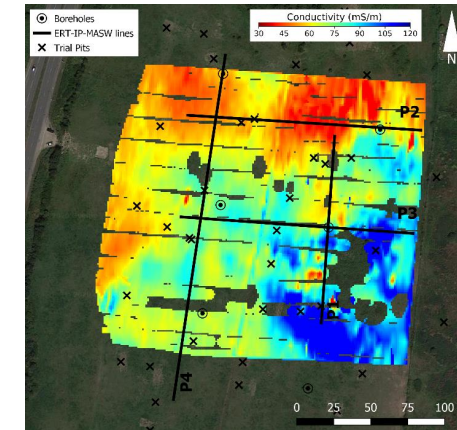 Boreholes
ERT-IP-MASW lines
Trial Pits
Conductivity (mS/m)
30 45 60 75 90 105 120
N
P2
P3
P1
P4
0 25 50 75 100